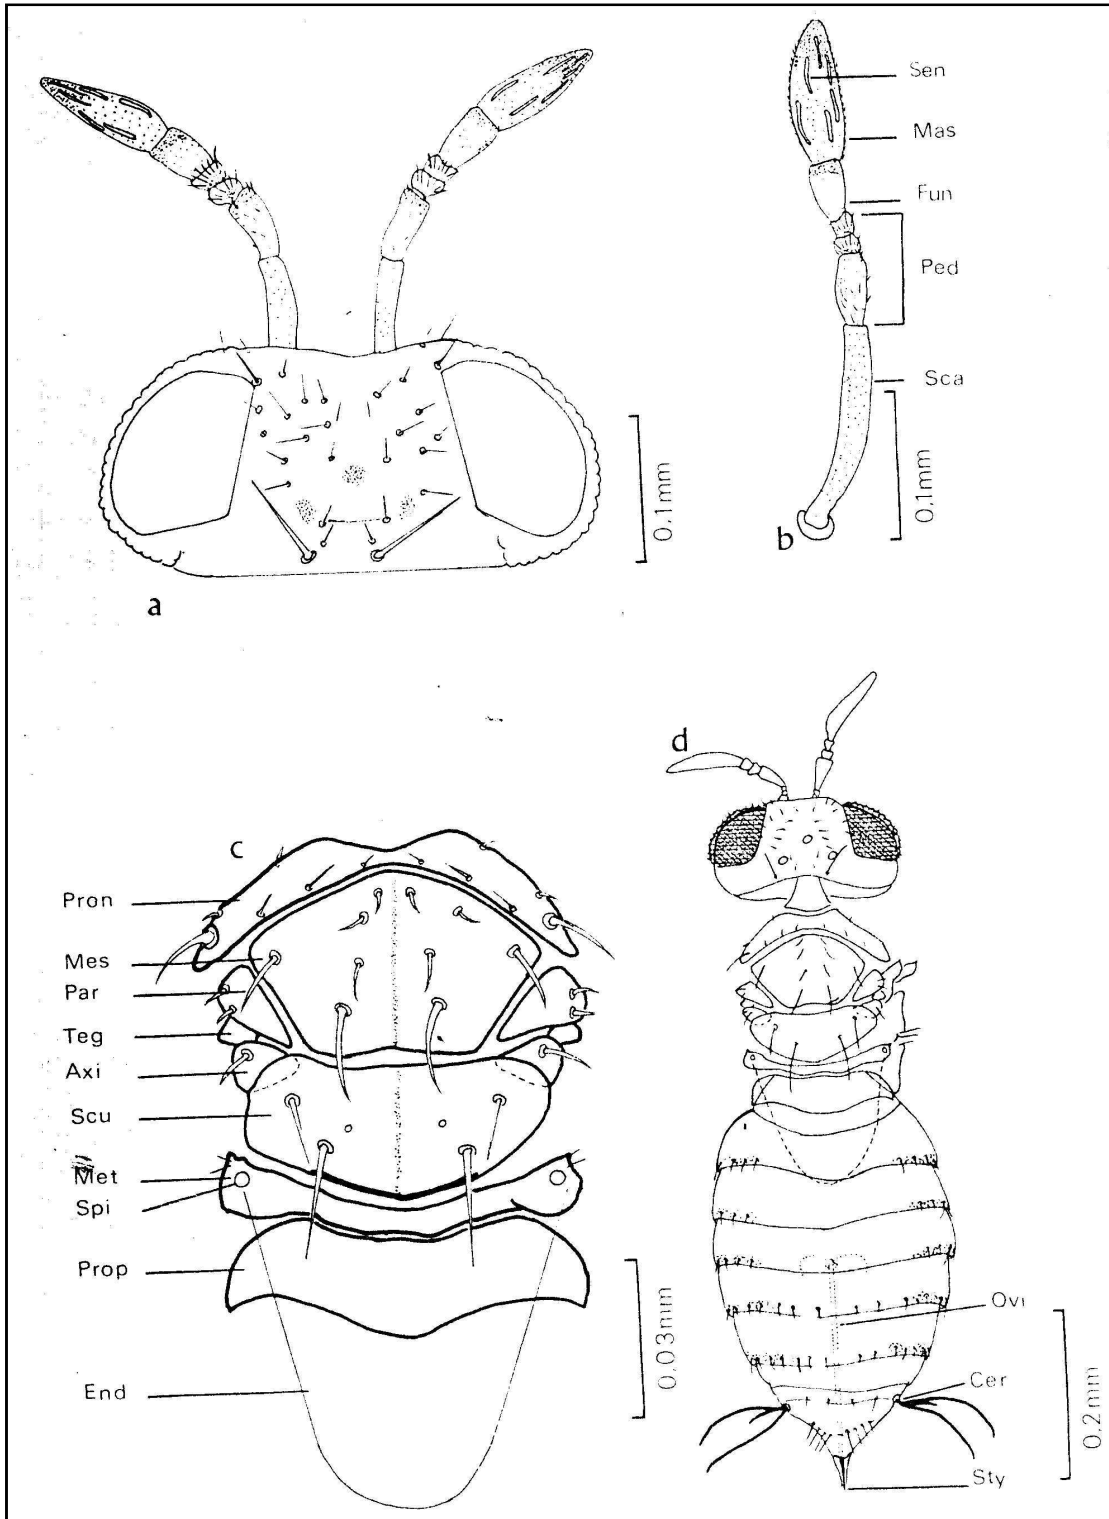 Sen
Mas
Fun
Ped
Sca
0.1mm
0.1mm
a
b
c
d
Pron
Mes
Par
Teg
Axi
Scu
Met
Spi
Prop
End
0.03mm
Ovi
Cer
Sty
0.2mm